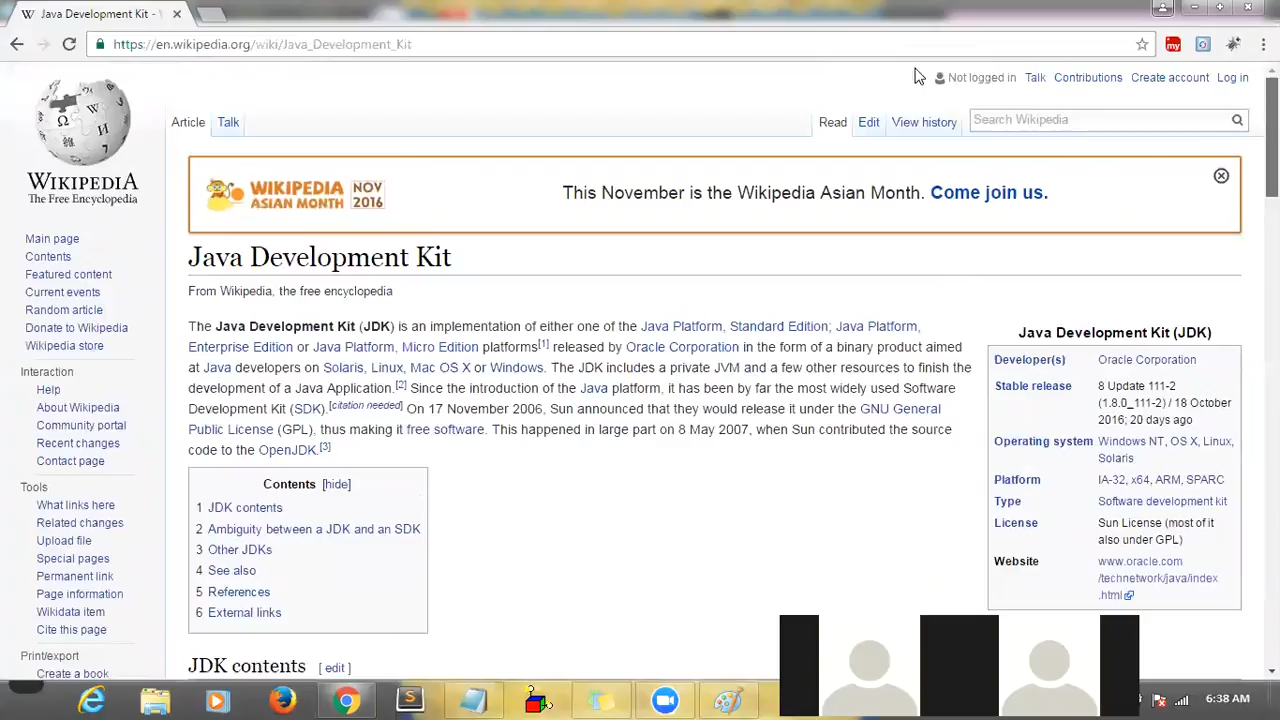 Java Development Kit - W
https://en.wikipedia.org/wiki/Java_Development_Kit
my
Not logged in Talk Contributions Create account Log in
Article Talk
Read Edit View history Search Wikipedia
WIKIPEDIA
The Free Encyclopedia
WIKIPEDIA
ASIAN MONTH
NOV
2016
This November is the Wikipedia Asian Month. Come join us.
Main page
Contents
Featured content
Current events
Random article
Donate to Wikipedia
Wikipedia store
Interaction
Help
About Wikipedia
Community portal
Recent changes
Contact page
Tools
What links here
Related changes
Upload file
Special pages
Permanent link
Page information
Wikidata item
Cite this page
Print/export
Create a book
Java Development Kit
From Wikipedia, the free encyclopedia
The Java Development Kit (JDK) is an implementation of either one of the Java Platform, Standard Edition; Java Platform,
Enterprise Edition or Java Platform, Micro Edition platforms[1] released by Oracle Corporation in the form of a binary product aimed
at Java developers on Solaris, Linux, Mac OS X or Windows. The JDK includes a private JVM and a few other resources to finish the
development of a Java Application.[2] Since the introduction of the Java platform, it has been by far the most widely used Software
Development Kit (SDK).[citation needed] On 17 November 2006, Sun announced that they would release it under the GNU General
Public License (GPL), thus making it free software. This happened in large part on 8 May 2007, when Sun contributed the source
code to the OpenJDK.[3]
Contents [hide]
1 JDK contents
2 Ambiguity between a JDK and an SDK
3 Other JDKs
4 See also
5 References
6 External links
JDK contents [ edit ]
Java Development Kit (JDK)
Developer(s) Oracle Corporation
Stable release 8 Update 111-2
(1.8.0_111-2) / 18 October
2016; 20 days ago
Operating system Windows NT, OS X, Linux,
Solaris
Platform IA-32, x64, ARM, SPARC
Type Software development kit
License Sun License (most of it
also under GPL)
Website www.oracle.com
/technetwork/java/index
.html
6:38 AM